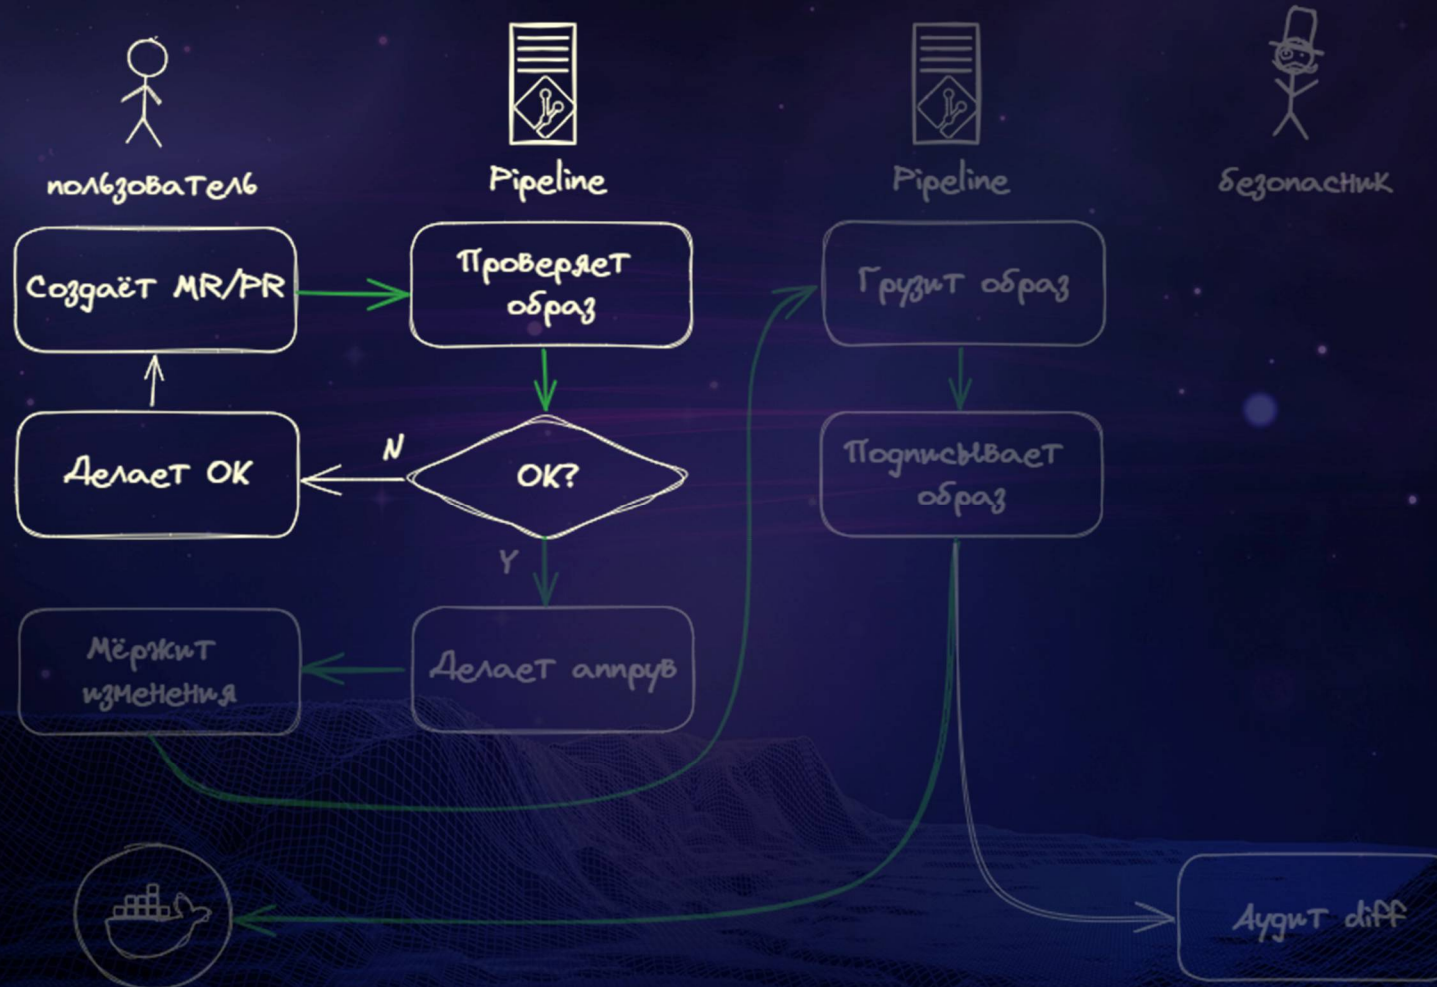 пользователь
Pipeline
Pipeline
безопасник
Создаёт MR/PR
Проверяет
образ
Грузит образ
Делает OK
N
OK?
Подписывает
образ
Y
Мёржит
изменения
Делает аппрув
Аудит diff